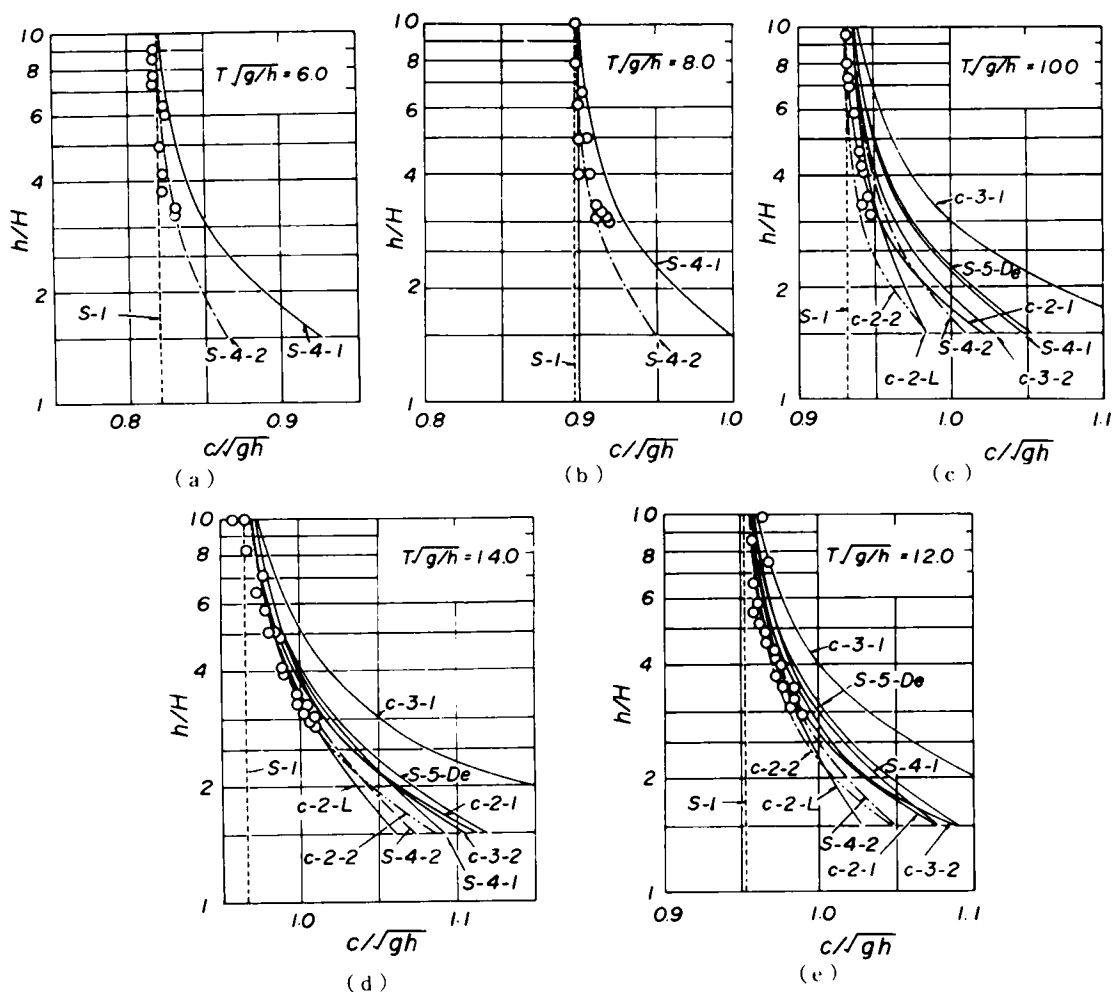 10
8
6
4
2
1
h/H
T√g/h = 6.0
S-1
S-4-2
S-4-1
0.8
0.9
c/√gh
(a)
10
8
6
4
2
1
h/H
T√g/h = 8.0
S-1
S-4-1
S-4-2
0.8
0.9
1.0
c/√gh
(b)
10
8
6
4
2
1
h/H
T√g/h = 10.0
c-3-1
S-5-De
S-1
c-2-2
c-2-1
S-4-2
S-4-1
c-2-L
c-3-2
0.9
1.0
1.1
c/√gh
(c)
10
8
6
4
2
1
h/H
T√g/h = 14.0
c-3-1
S-1
S-5-De
c-2-L
c-2-1
c-2-2
S-4-2
c-3-2
S-4-1
1.0
1.1
c/√gh
(d)
10
8
6
4
2
1
h/H
T√g/h = 12.0
c-3-1
S-5-De
c-2-2
S-4-1
S-1
c-2-L
S-4-2
c-2-1
c-3-2
0.9
1.0
1.1
c/√gh
(e)